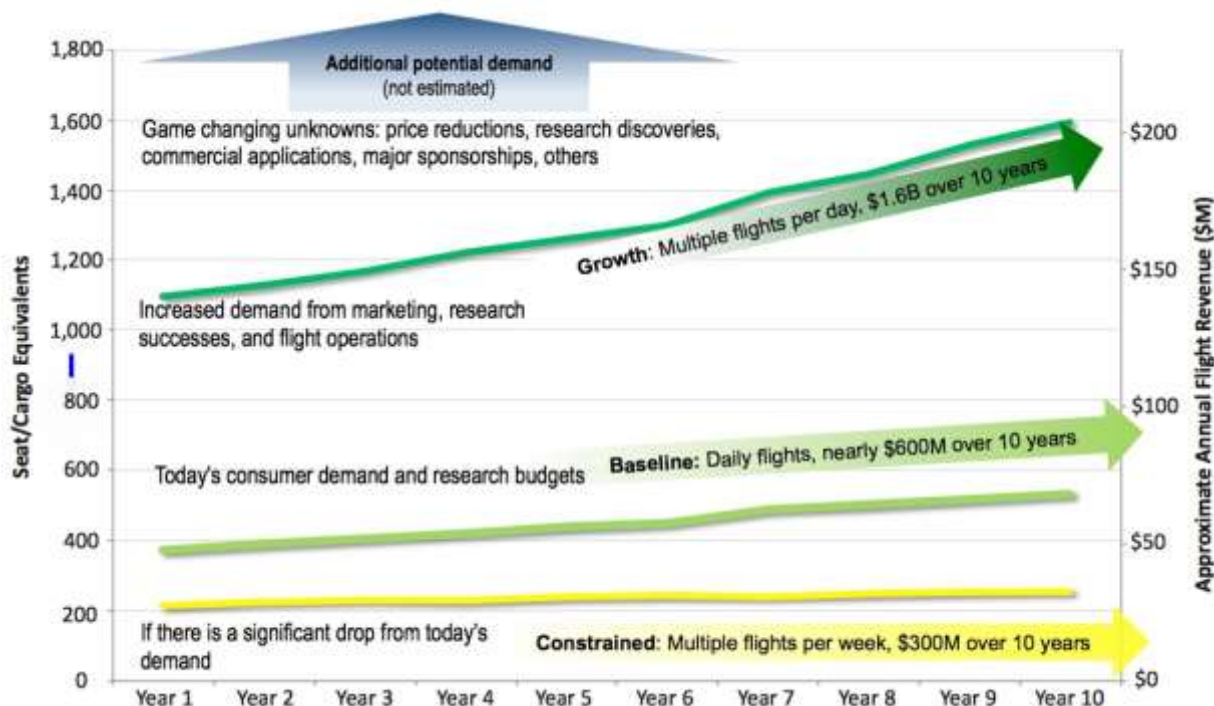 Additional potential demand
(not estimated)
Game changing unknowns: price reductions, research discoveries,
commercial applications, major sponsorships, others
Growth: Multiple flights per day, $1.6B over 10 years
Increased demand from marketing, research
successes, and flight operations
Baseline: Daily flights, nearly $600M over 10 years
Today's consumer demand and research budgets
If there is a significant drop from today's
demand
Constrained: Multiple flights per week, $300M over 10 years
Seat/Cargo Equivalents
1,800
1,600
1,400
1,200
1,000
800
600
400
200
0
Approximate Annual Flight Revenue ($M)
$200
$150
$100
$50
$0
Year 1 Year 2 Year 3 Year 4 Year 5 Year 6 Year 7 Year 8 Year 9 Year 10